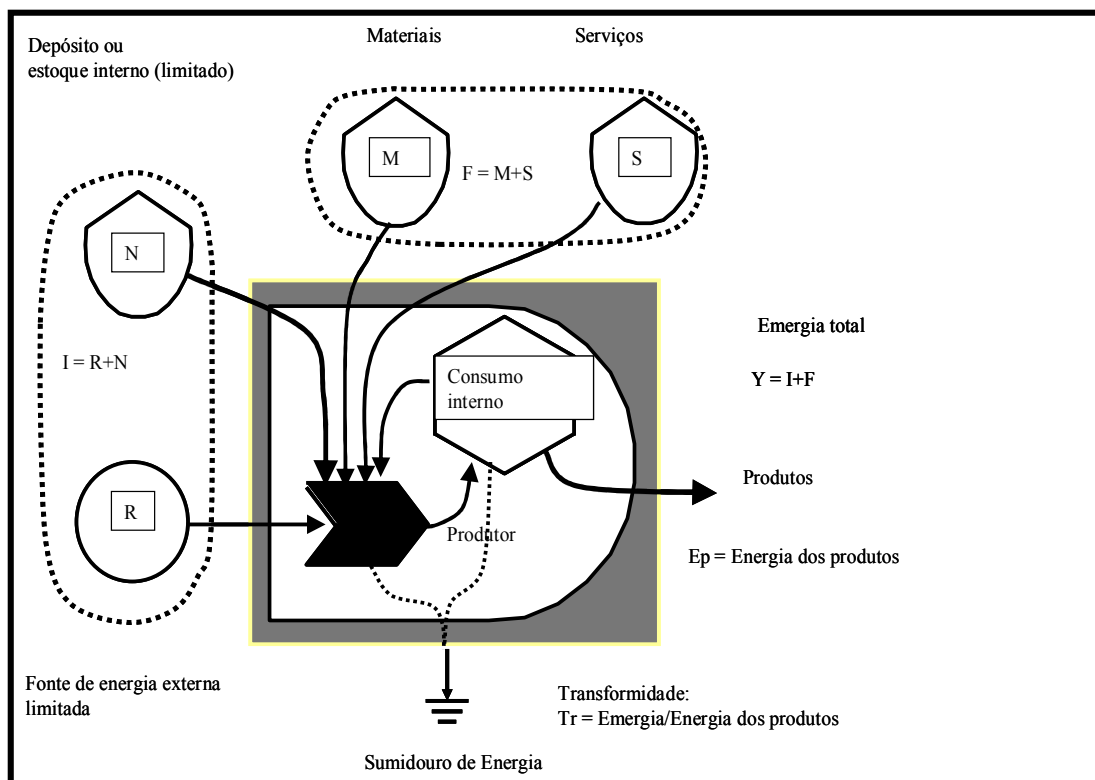 Depósito ou
estoque interno (limitado)
Materiais
Serviços
M
S
F = M+S
N
I = R+N
R
Consumo
interno
Produtor
Emergia total
Y = I+F
Produtos
Ep = Energia dos produtos
Fonte de energia externa
limitada
Transformidade:
Tr = Emergia/Energia dos produtos
Sumidouro de Energia